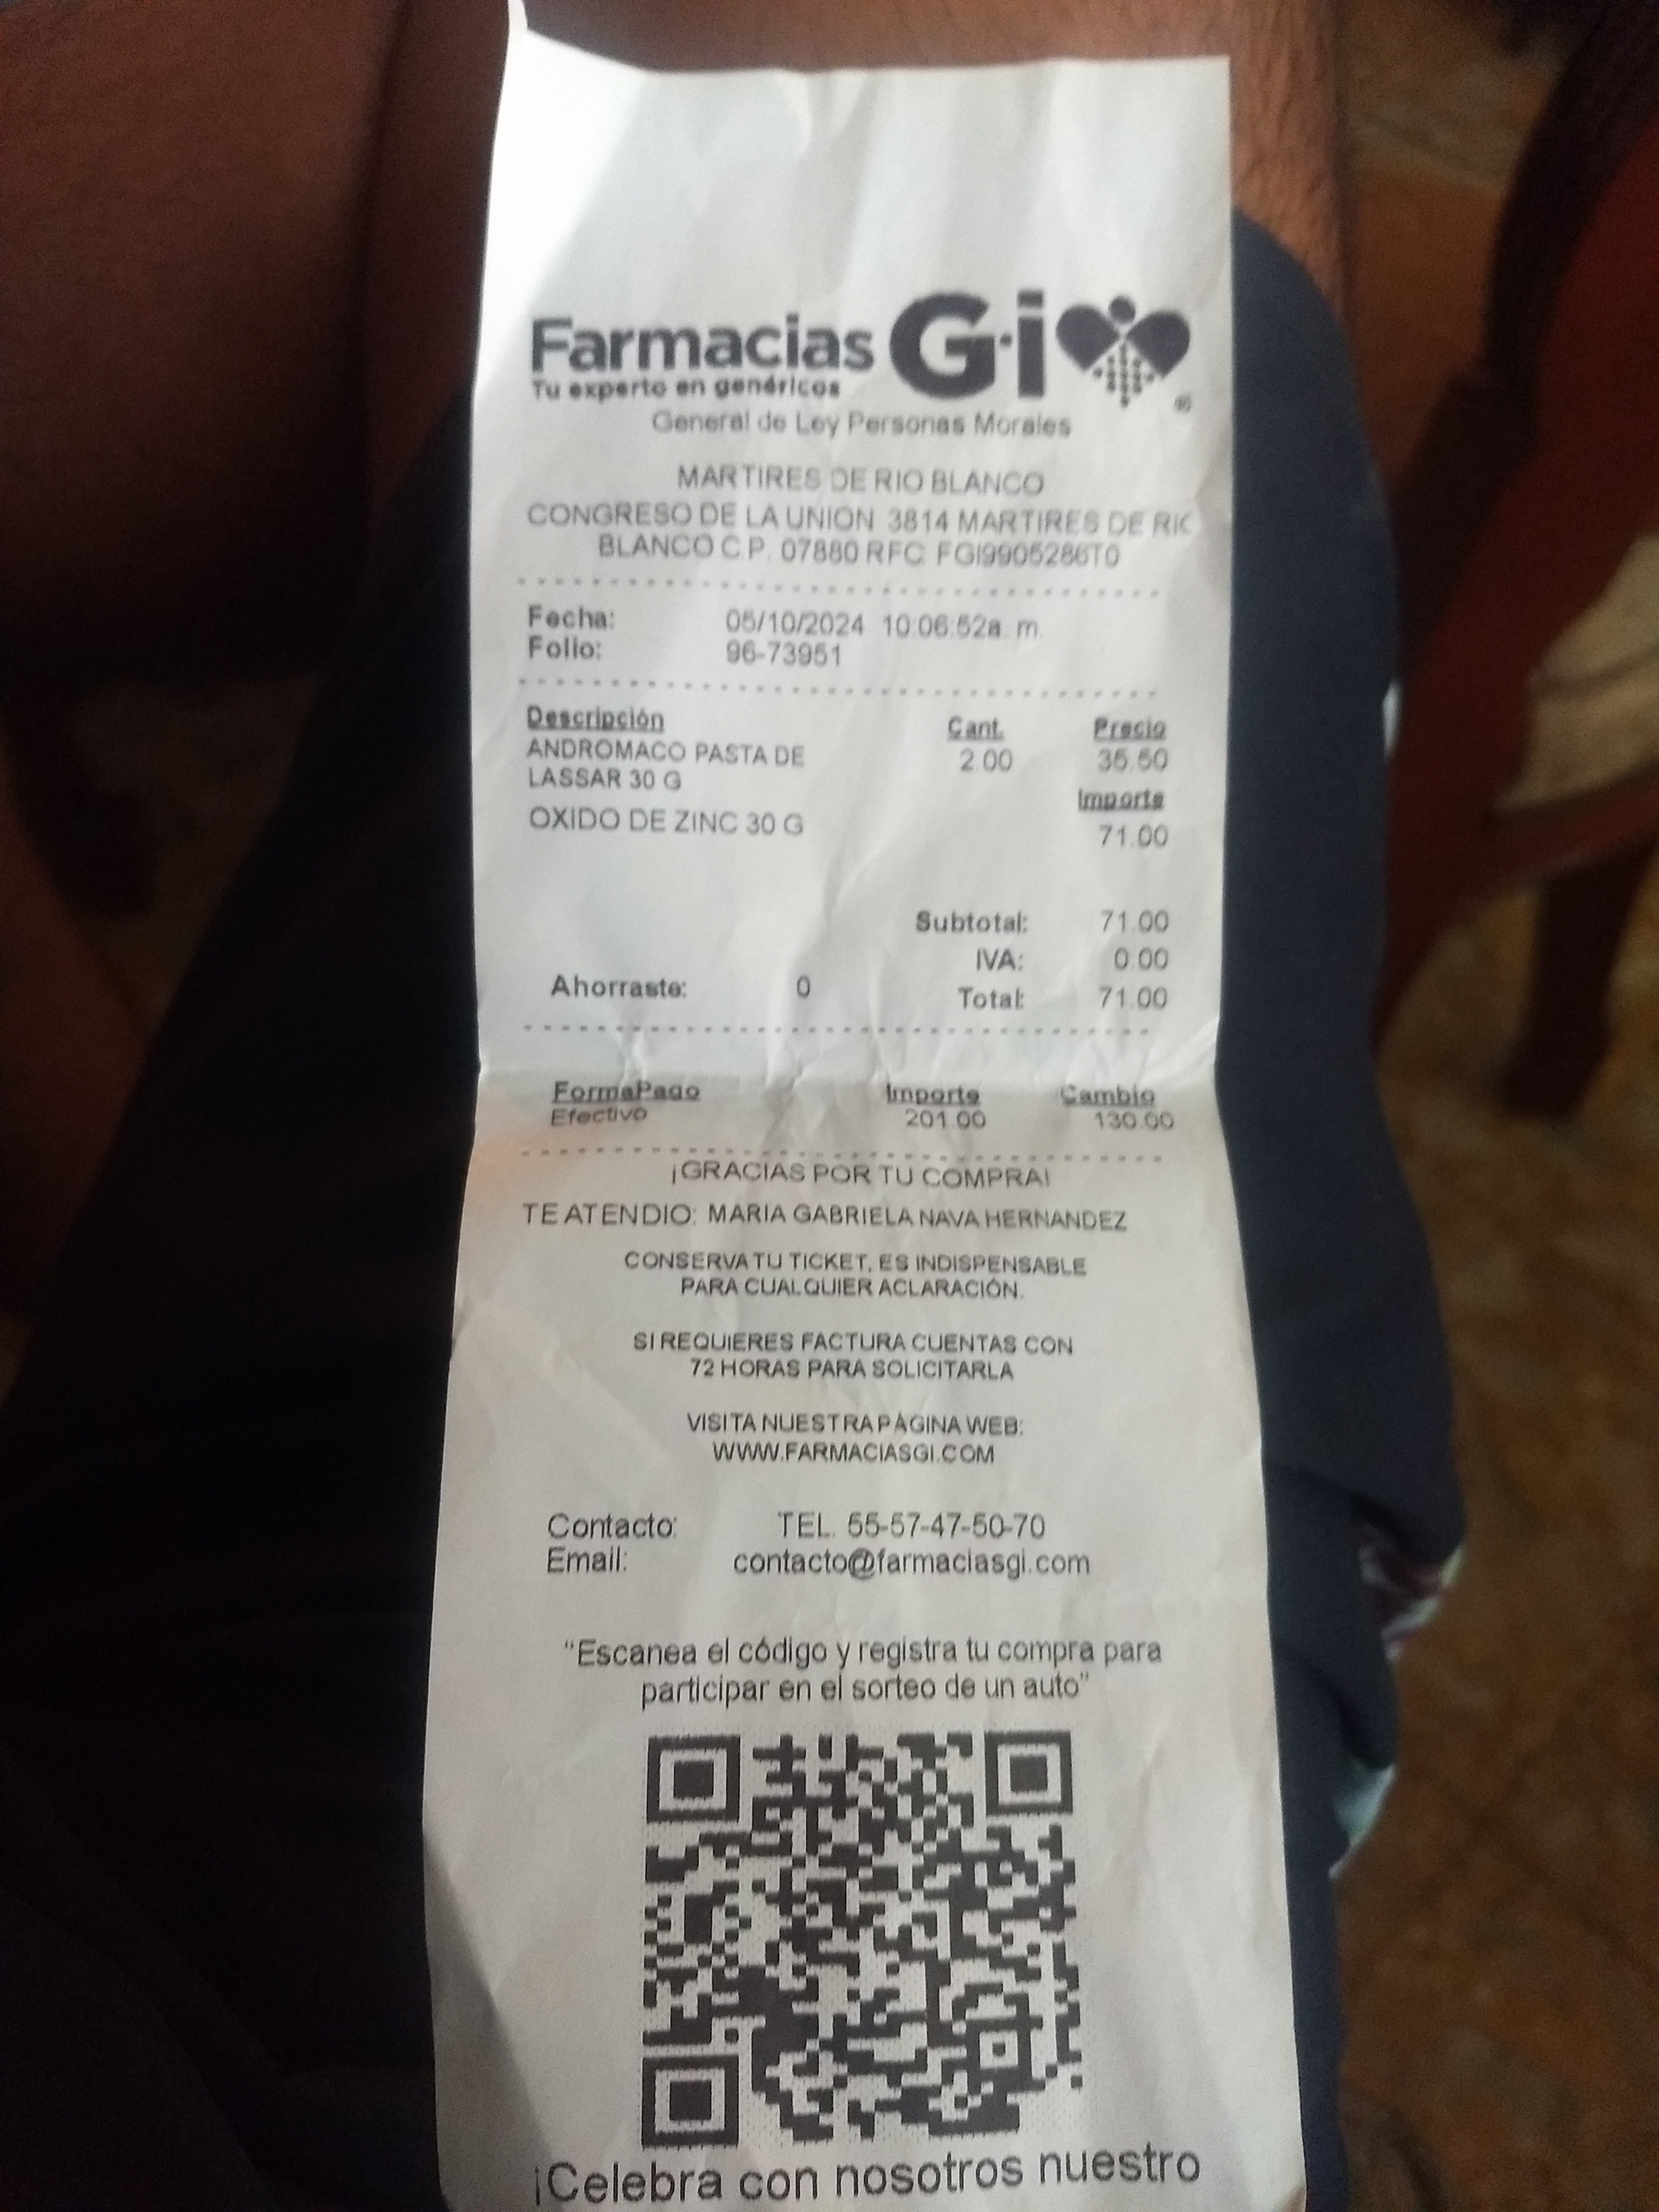 Farmacias G·i
Tu experto en genéricos
General de Ley Personas Morales
MARTIRES DE RIO BLANCO
CONGRESO DE LA UNION 3814 MARTIRES DE RIO
BLANCO C.P. 07880 RFC. FGI9905286T0
Fecha: 05/10/2024 10:06:52a. m.
Folio: 96-73951
Descripción Cant. Precio
ANDROMACO PASTA DE 2.00 35.50
LASSAR 30 G
Importe
OXIDO DE ZINC 30 G 71.00
Subtotal: 71.00
IVA: 0.00
Ahorraste: 0 Total: 71.00
FormaPago Importe Cambio
Efectivo 201.00 130.00
¡GRACIAS POR TU COMPRA!
TE ATENDIO: MARIA GABRIELA NAVA HERNANDEZ
CONSERVA TU TICKET, ES INDISPENSABLE
PARA CUALQUIER ACLARACIÓN.
SI REQUIERES FACTURA CUENTAS CON
72 HORAS PARA SOLICITARLA
VISITA NUESTRA PÁGINA WEB:
WWW.FARMACIASGI.COM
Contacto: TEL. 55-57-47-50-70
Email: contacto@farmaciasgi.com
"Escanea el código y registra tu compra para
participar en el sorteo de un auto"
¡Celebra con nosotros nuestro